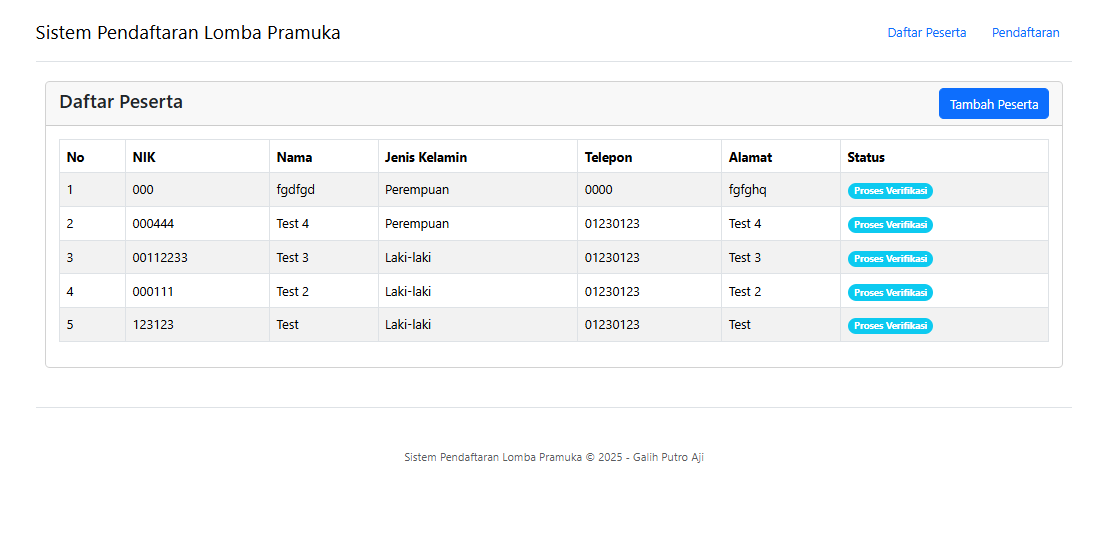 Sistem Pendaftaran Lomba Pramuka Daftar Peserta Pendaftaran
Daftar Peserta Tambah Peserta
No NIK Nama Jenis Kelamin Telepon Alamat Status
1 000 fgdfgd Perempuan 0000 fgfghq Proses Verifikasi
2 000444 Test 4 Perempuan 01230123 Test 4 Proses Verifikasi
3 00112233 Test 3 Laki-laki 01230123 Test 3 Proses Verifikasi
4 000111 Test 2 Laki-laki 01230123 Test 2 Proses Verifikasi
5 123123 Test Laki-laki 01230123 Test Proses Verifikasi
Sistem Pendaftaran Lomba Pramuka © 2025 - Galih Putro Aji